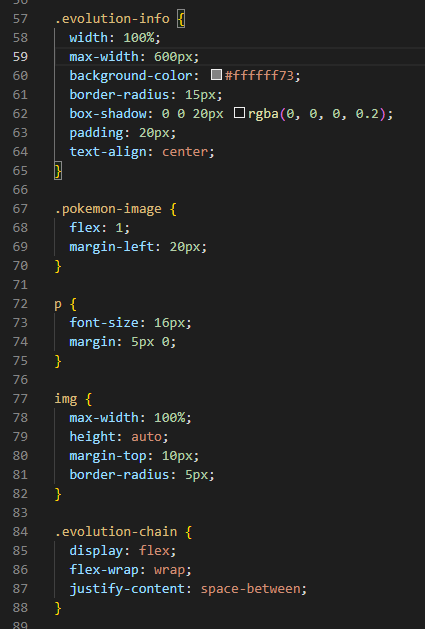 57 .evolution-info {
58 width: 100%;
59 max-width: 600px;
60 background-color: #ffffff73;
61 border-radius: 15px;
62 box-shadow: 0 0 20px rgba(0, 0, 0, 0.2);
63 padding: 20px;
64 text-align: center;
65 }
66
67 .pokemon-image {
68 flex: 1;
69 margin-left: 20px;
70 }
71
72 p {
73 font-size: 16px;
74 margin: 5px 0;
75 }
76
77 img {
78 max-width: 100%;
79 height: auto;
80 margin-top: 10px;
81 border-radius: 5px;
82 }
83
84 .evolution-chain {
85 display: flex;
86 flex-wrap: wrap;
87 justify-content: space-between;
88 }
89